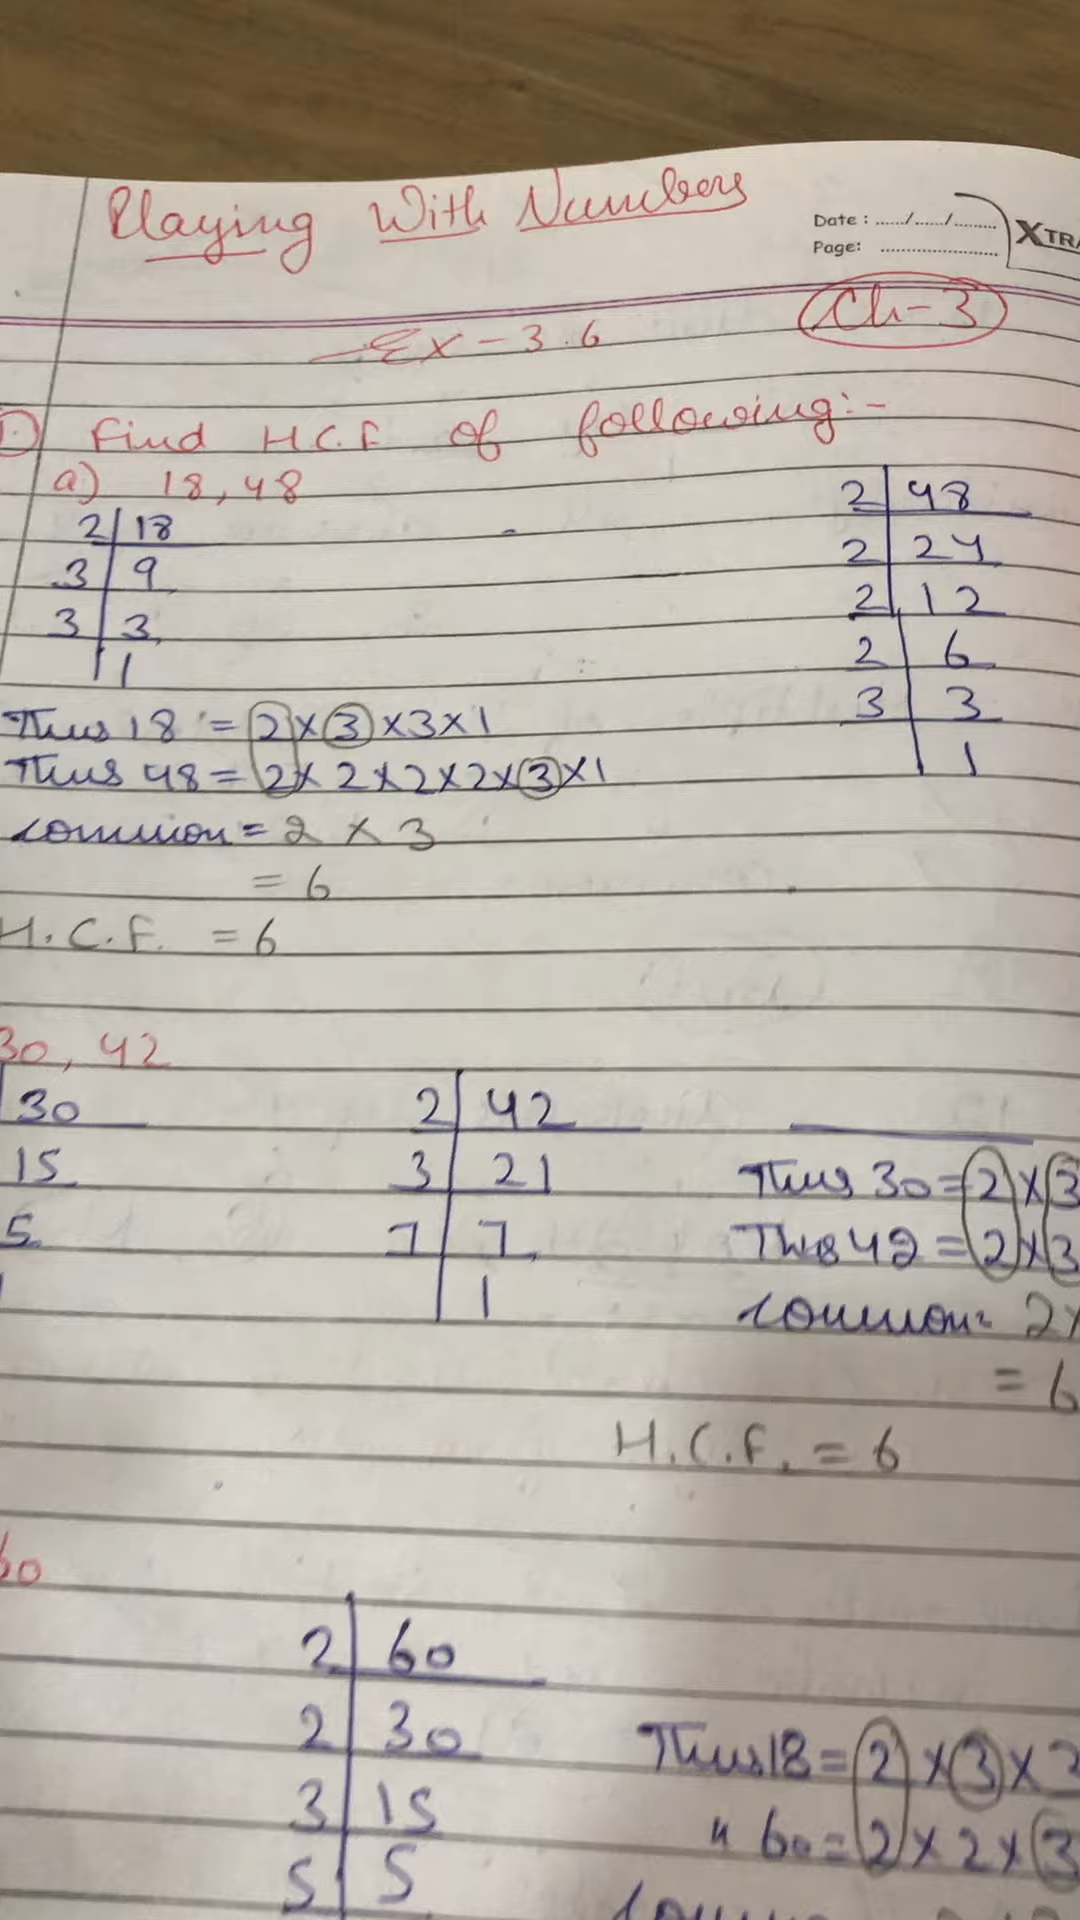 Playing With Numbers
Date : ...../...../.........
Page: ..........................
XTRA
Ch-3
Ex - 3.6
Find H.C.F of following:-
a) 18, 48
2 | 18
3 | 9
3 | 3
| 1
2 | 48
2 | 24
2 | 12
2 | 6
3 | 3
| 1
Thus 18 = 2 × 3 × 3 × 1
Thus 48 = 2 × 2 × 2 × 2 × 3 × 1
common = 2 × 3
= 6
H.C.F. = 6
30, 42
30
15
5
1
2 | 42
3 | 21
7 | 7
| 1
Thus 30 = 2 × 3
Thus 42 = 2 × 3
common = 2 ×
= 6
H.C.F. = 6
60
2 | 60
2 | 30
3 | 15
5 | 5
Thus 18 = 2 × 3 × 3
" 60 = 2 × 2 × 3